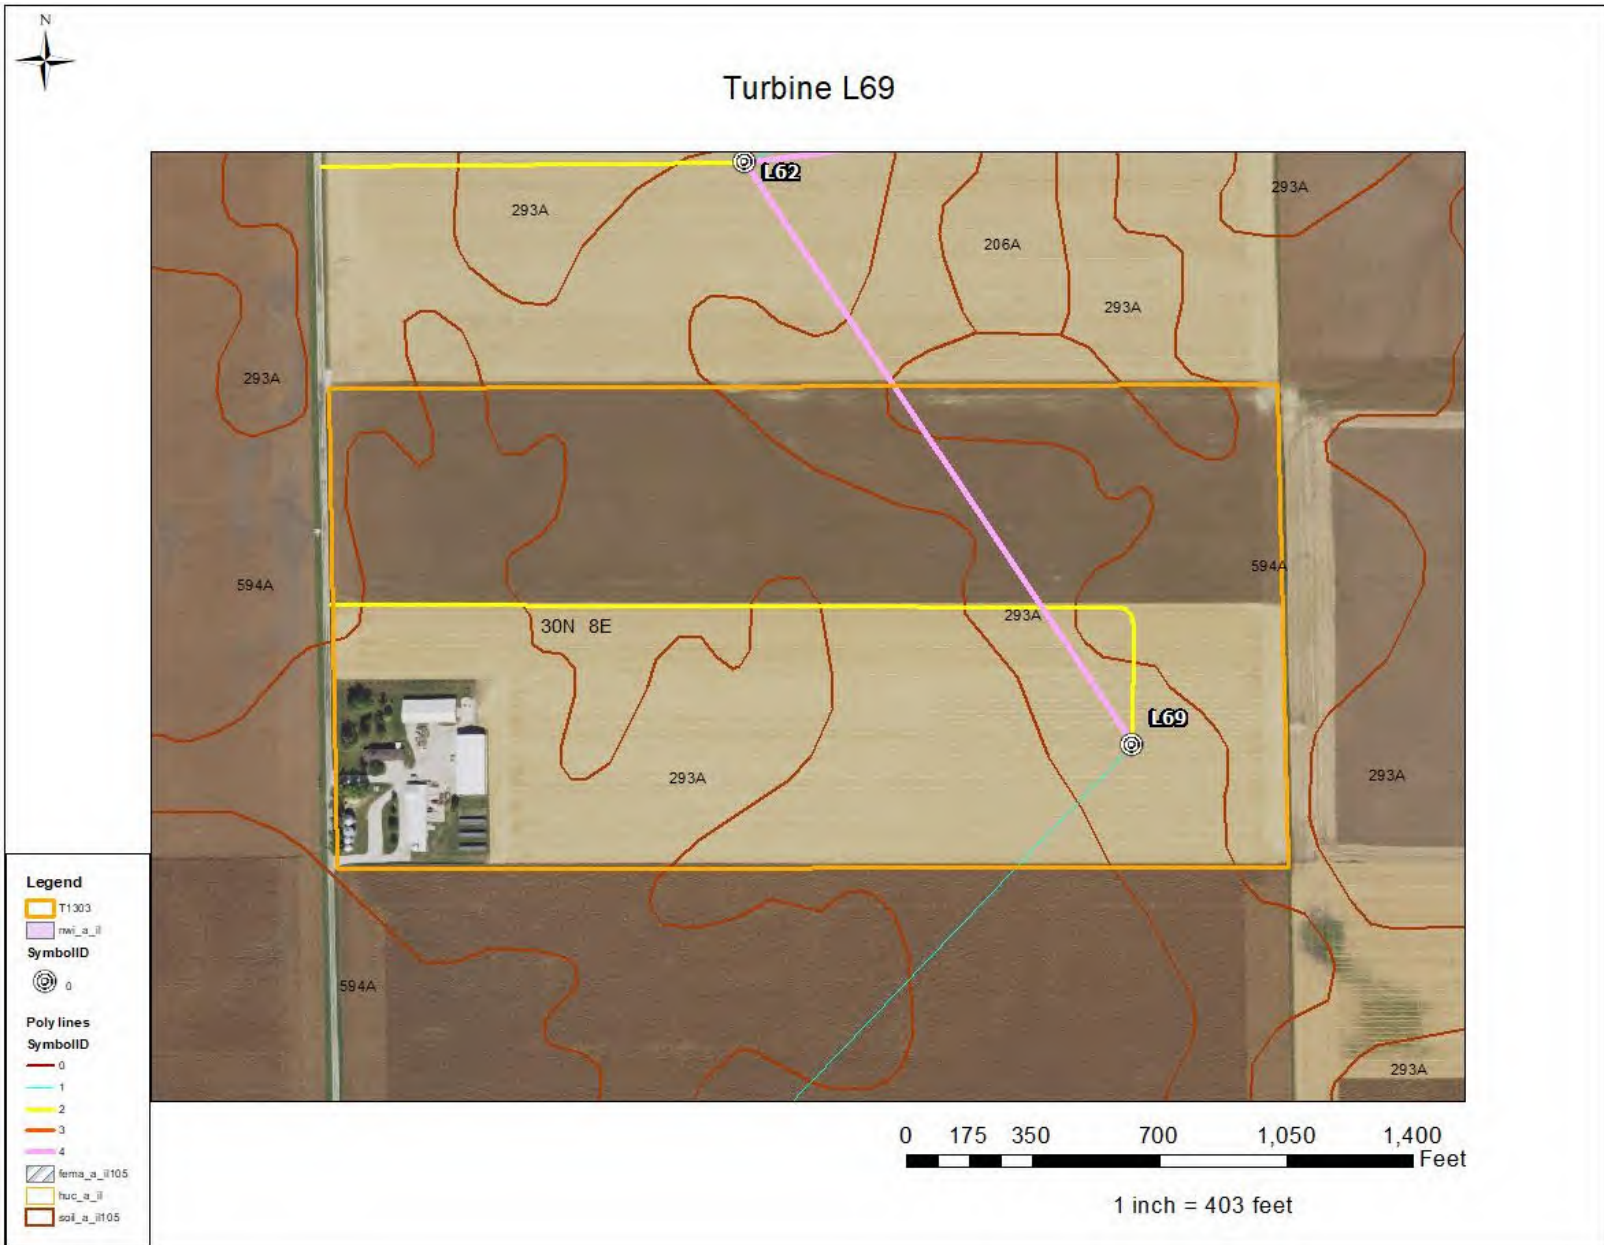 N
Turbine L69
L62
293A
293A
206A
293A
293A
594A
594A
293A
30N 8E
L69
293A
293A
594A
293A
Legend
T1303
nwi_a_il
SymbolID
0
Poly lines
SymbolID
0
1
2
3
4
fema_a_il105
huc_a_il
soil_a_il105
0 175 350 700 1,050 1,400
Feet
1 inch = 403 feet